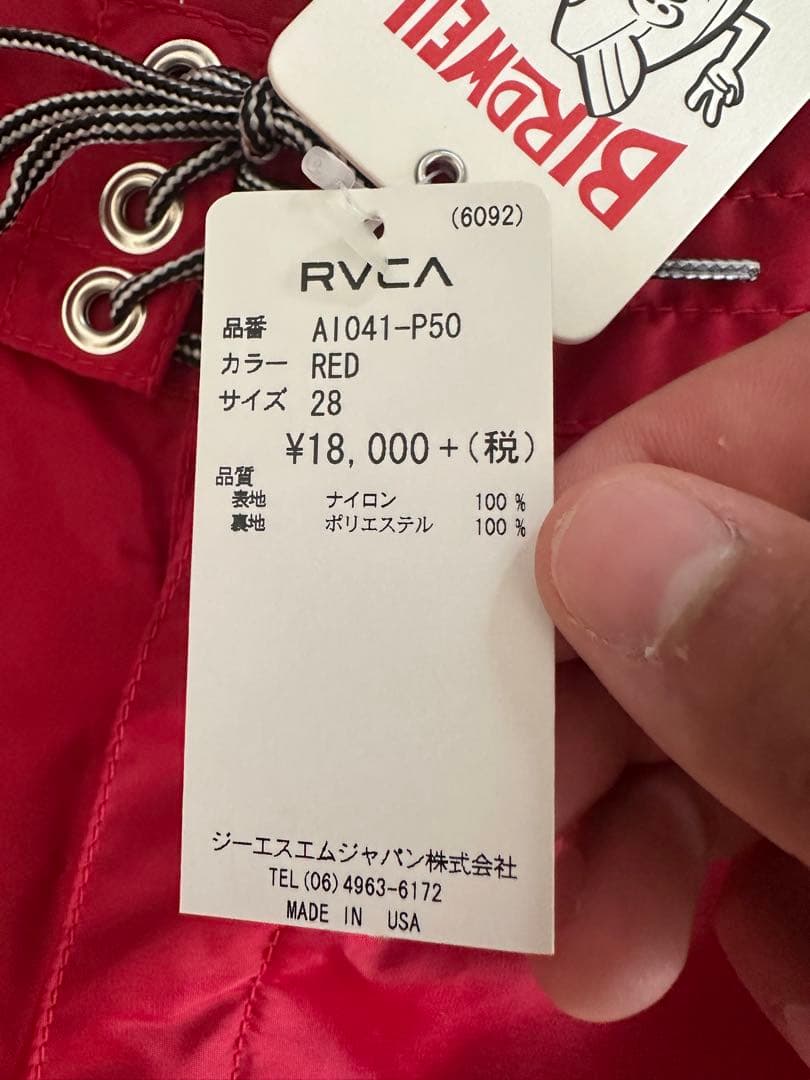 BIRDWELL
(6092)
RVCA
品番 AI041-P50
カラー RED
サイズ 28
¥18,000+(税)
品質
表地 ナイロン 100%
裏地 ポリエステル 100%
ジーエスエムジャパン株式会社
TEL(06)4963-6172
MADE IN USA